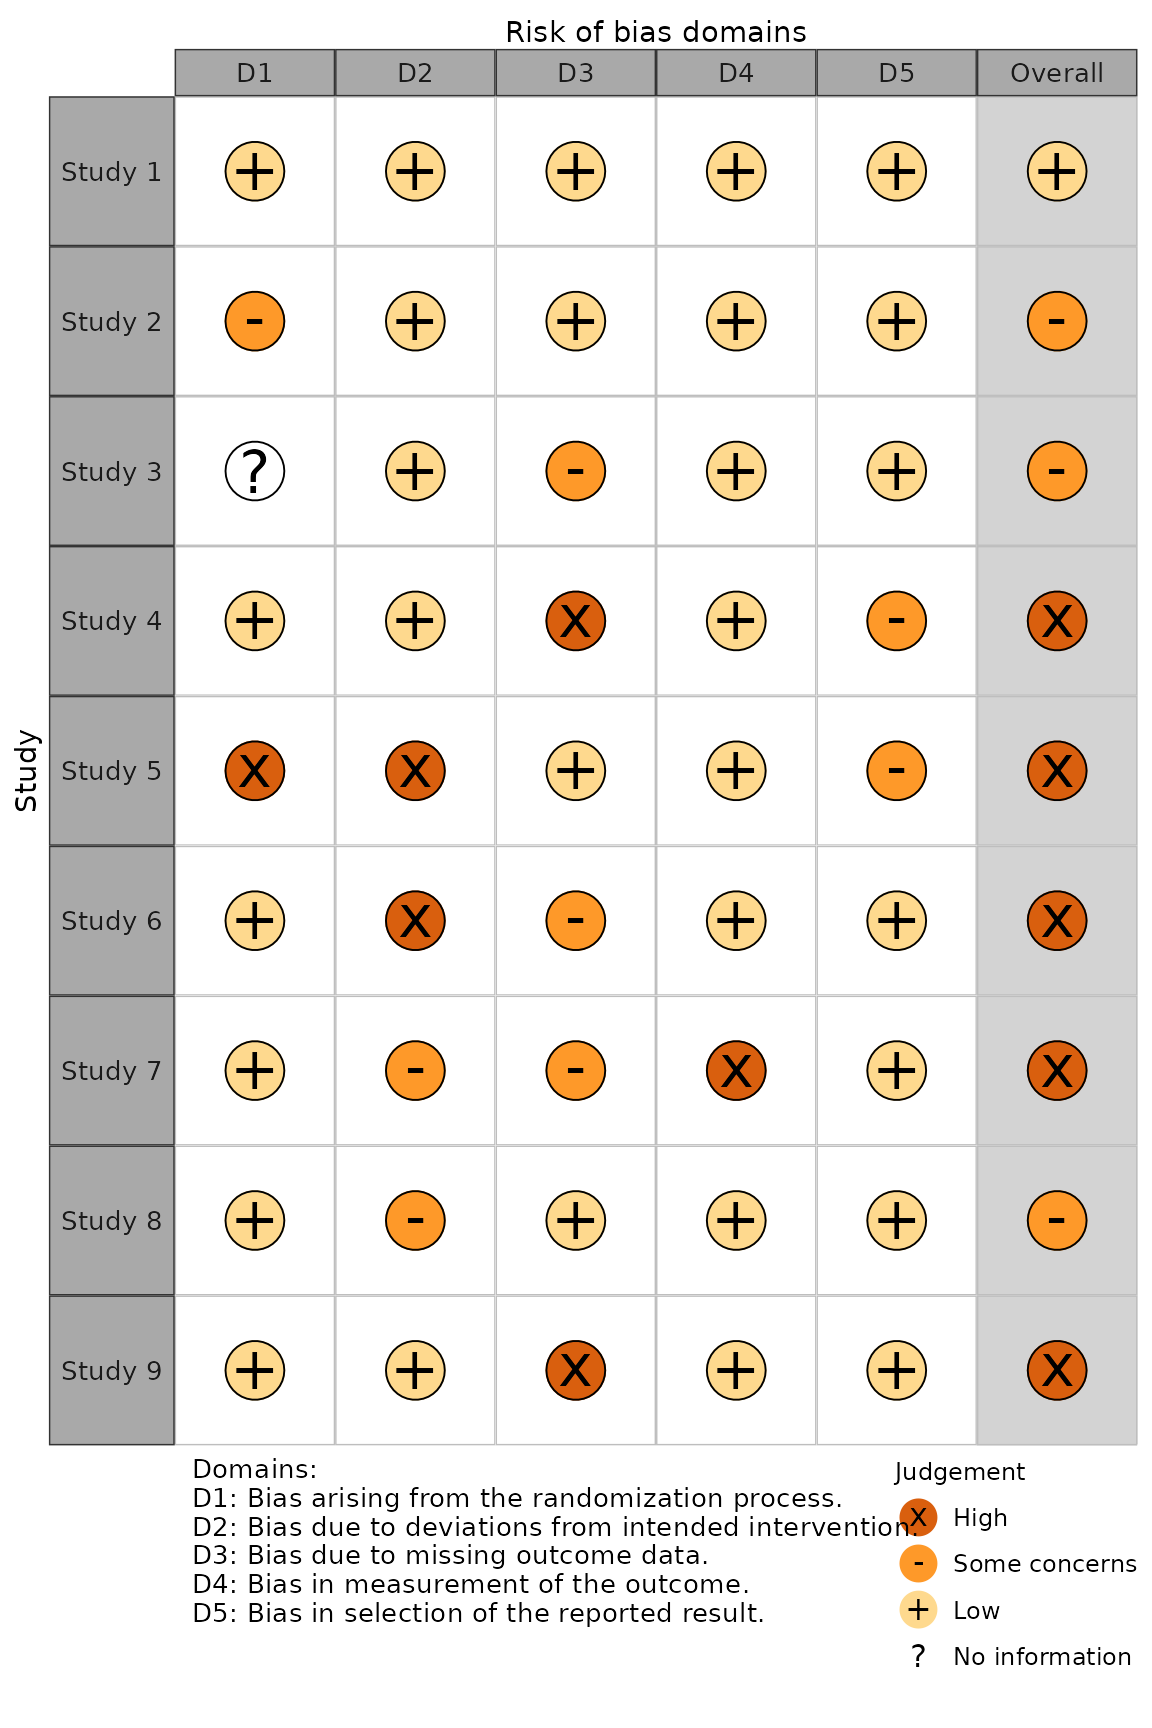 Risk of bias domains
D1 D2 D3 D4 D5 Overall
Study
Study 1 + + + + + +
Study 2 - + + + + -
Study 3 ? + - + + -
Study 4 + + X + - X
Study 5 X X + + - X
Study 6 + X - + + X
Study 7 + - - X + X
Study 8 + - + + + -
Study 9 + + X + + X
Domains:
D1: Bias arising from the randomization process.
D2: Bias due to deviations from intended intervention.
D3: Bias due to missing outcome data.
D4: Bias in measurement of the outcome.
D5: Bias in selection of the reported result.
Judgement
X High
- Some concerns
+ Low
? No information